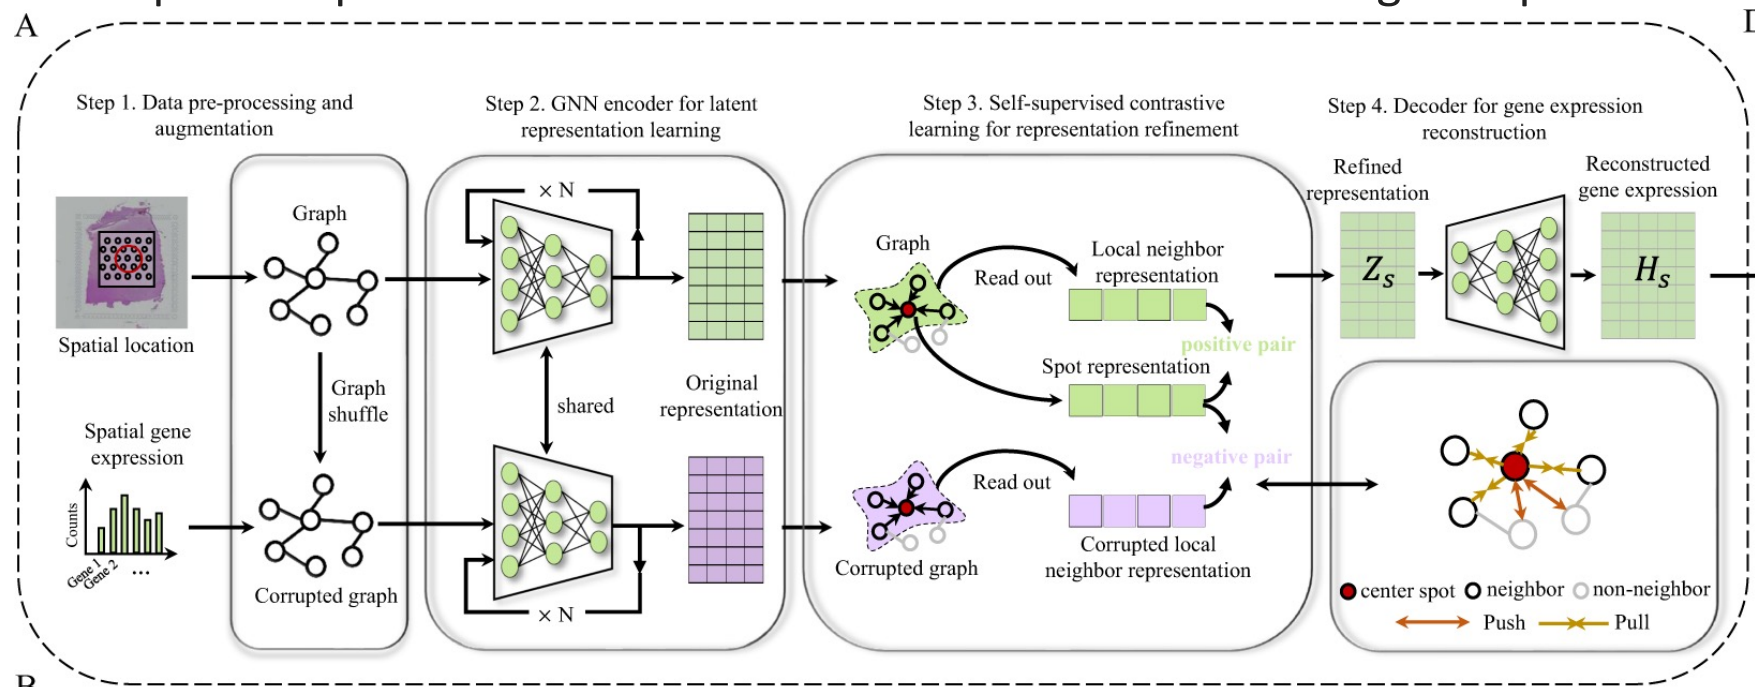 A
Step 1. Data pre-processing and
augmentation
Step 2. GNN encoder for latent
representation learning
Step 3. Self-supervised contrastive
learning for representation refinement
Step 4. Decoder for gene expression
reconstruction
Spatial location
Spatial gene
expression
Counts
Gene 1
Gene 2
...
Graph
Graph
shuffle
Corrupted graph
× N
shared
Original
representation
× N
Graph
Read out
Local neighbor
representation
positive pair
Spot representation
negative pair
Read out
Corrupted graph
Corrupted local
neighbor representation
Refined
representation
Zs
Reconstructed
gene expression
Hs
center spot
neighbor
non-neighbor
Push
Pull